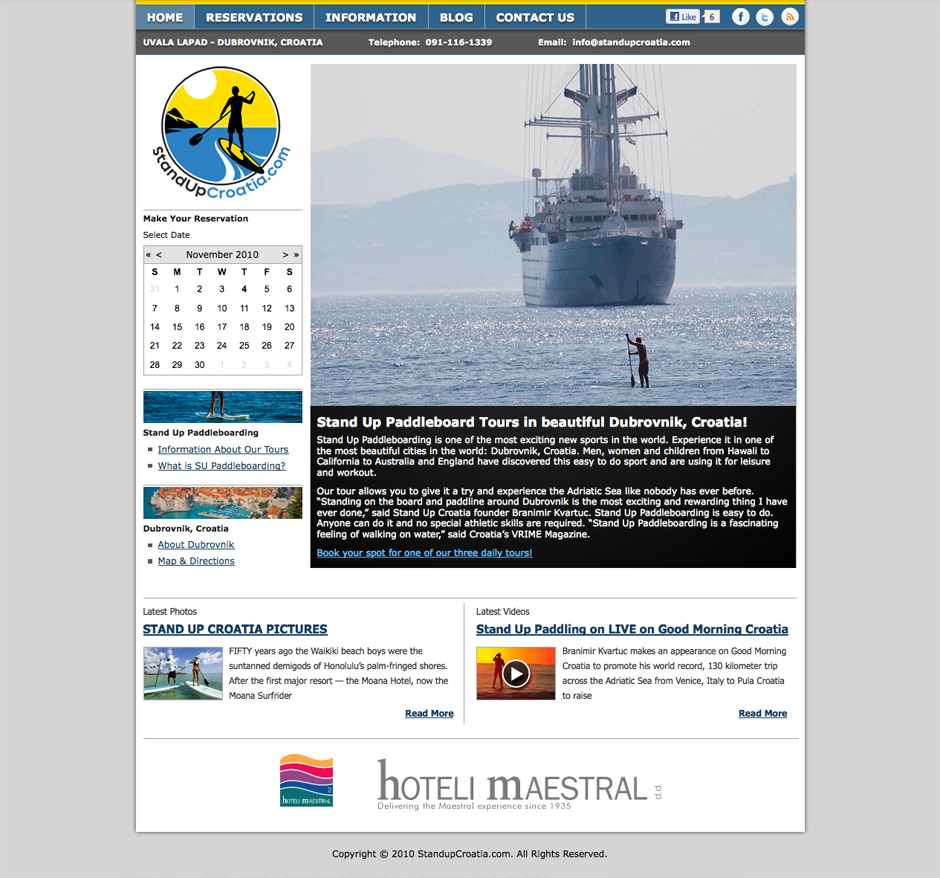 HOME RESERVATIONS INFORMATION BLOG CONTACT US Like 6
UVALA LAPAD - DUBROVNIK, CROATIA Telephone: 091-116-1339 Email: info@standupcroatia.com
standUpCroatia.com
Make Your Reservation
Select Date
« < November 2010 > »
S M T W T F S
31 1 2 3 4 5 6
7 8 9 10 11 12 13
14 15 16 17 18 19 20
21 22 23 24 25 26 27
28 29 30 1 2 3 4
Stand Up Paddleboarding
Information About Our Tours
What is SU Paddleboarding?
Dubrovnik, Croatia
About Dubrovnik
Map & Directions
Stand Up Paddleboard Tours in beautiful Dubrovnik, Croatia!
Stand Up Paddleboarding is one of the most exciting new sports in the world. Experience it in one of
the most beautiful cities in the world: Dubrovnik, Croatia. Men, women and children from Hawaii to
California to Australia and England have discovered this easy to do sport and are using it for leisure
and workout.
Our tour allows you to give it a try and experience the Adriatic Sea like nobody has ever before.
“Standing on the board and paddline around Dubrovnik is the most exciting and rewarding thing I have
ever done,” said Stand Up Croatia founder Branimir Kvartuc. Stand Up Paddleboarding is easy to do.
Anyone can do it and no special athletic skills are required. “Stand Up Paddleboarding is a fascinating
feeling of walking on water,” said Croatia’s VRIME Magazine.
Book your spot for one of our three daily tours!
Latest Photos
STAND UP CROATIA PICTURES
FIFTY years ago the Waikiki beach boys were the
suntanned demigods of Honolulu’s palm-fringed shores.
After the first major resort — the Moana Hotel, now the
Moana Surfrider
Read More
Latest Videos
Stand Up Paddling on LIVE on Good Morning Croatia
Branimir Kvartuc makes an appearance on Good Morning
Croatia to promote his world record, 130 kilometer trip
across the Adriatic Sea from Venice, Italy to Pula Croatia
to raise
Read More
HOTELI MAESTRAL d.d.
hOTELI mAESTRAL d.d.
Delivering the Maestral experience since 1935
Copyright © 2010 StandupCroatia.com. All Rights Reserved.